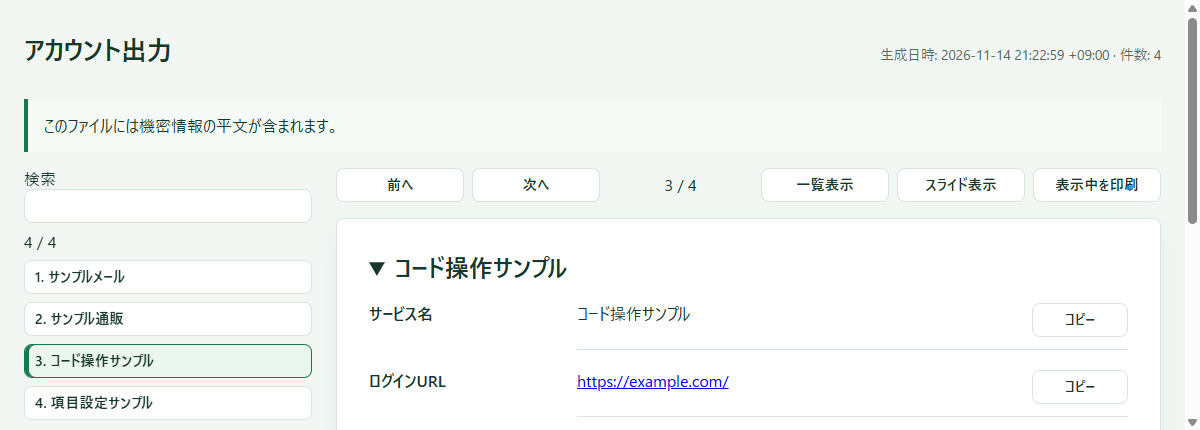 アカウント出力
生成日時: 2026-11-14 21:22:59 +09:00 · 件数: 4
このファイルには機密情報の平文が含まれます。
検索
4 / 4
1. サンプルメール
2. サンプル通販
3. コード操作サンプル
4. 項目設定サンプル
前へ 次へ 3 / 4 一覧表示 スライド表示 表示中を印刷
▼ コード操作サンプル
サービス名 コード操作サンプル コピー
ログインURL https://example.com/ コピー